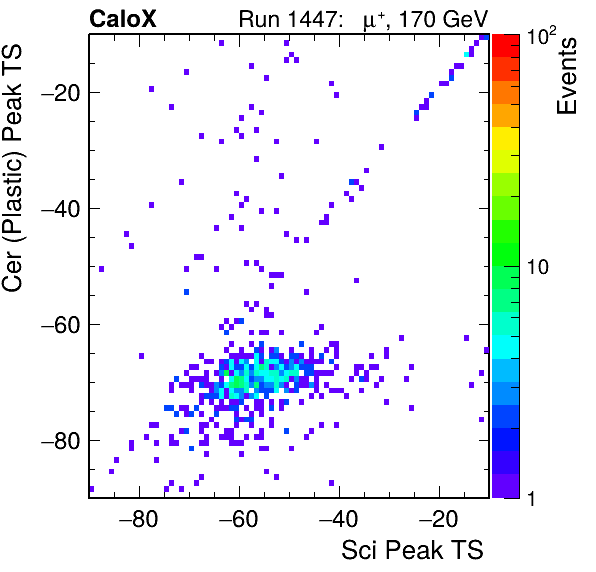 CaloX Run 1447: μ⁺, 170 GeV
Cer (Plastic) Peak TS
−20
−40
−60
−80
−80 −60 −40 −20
Sci Peak TS
10²
10
1
Events